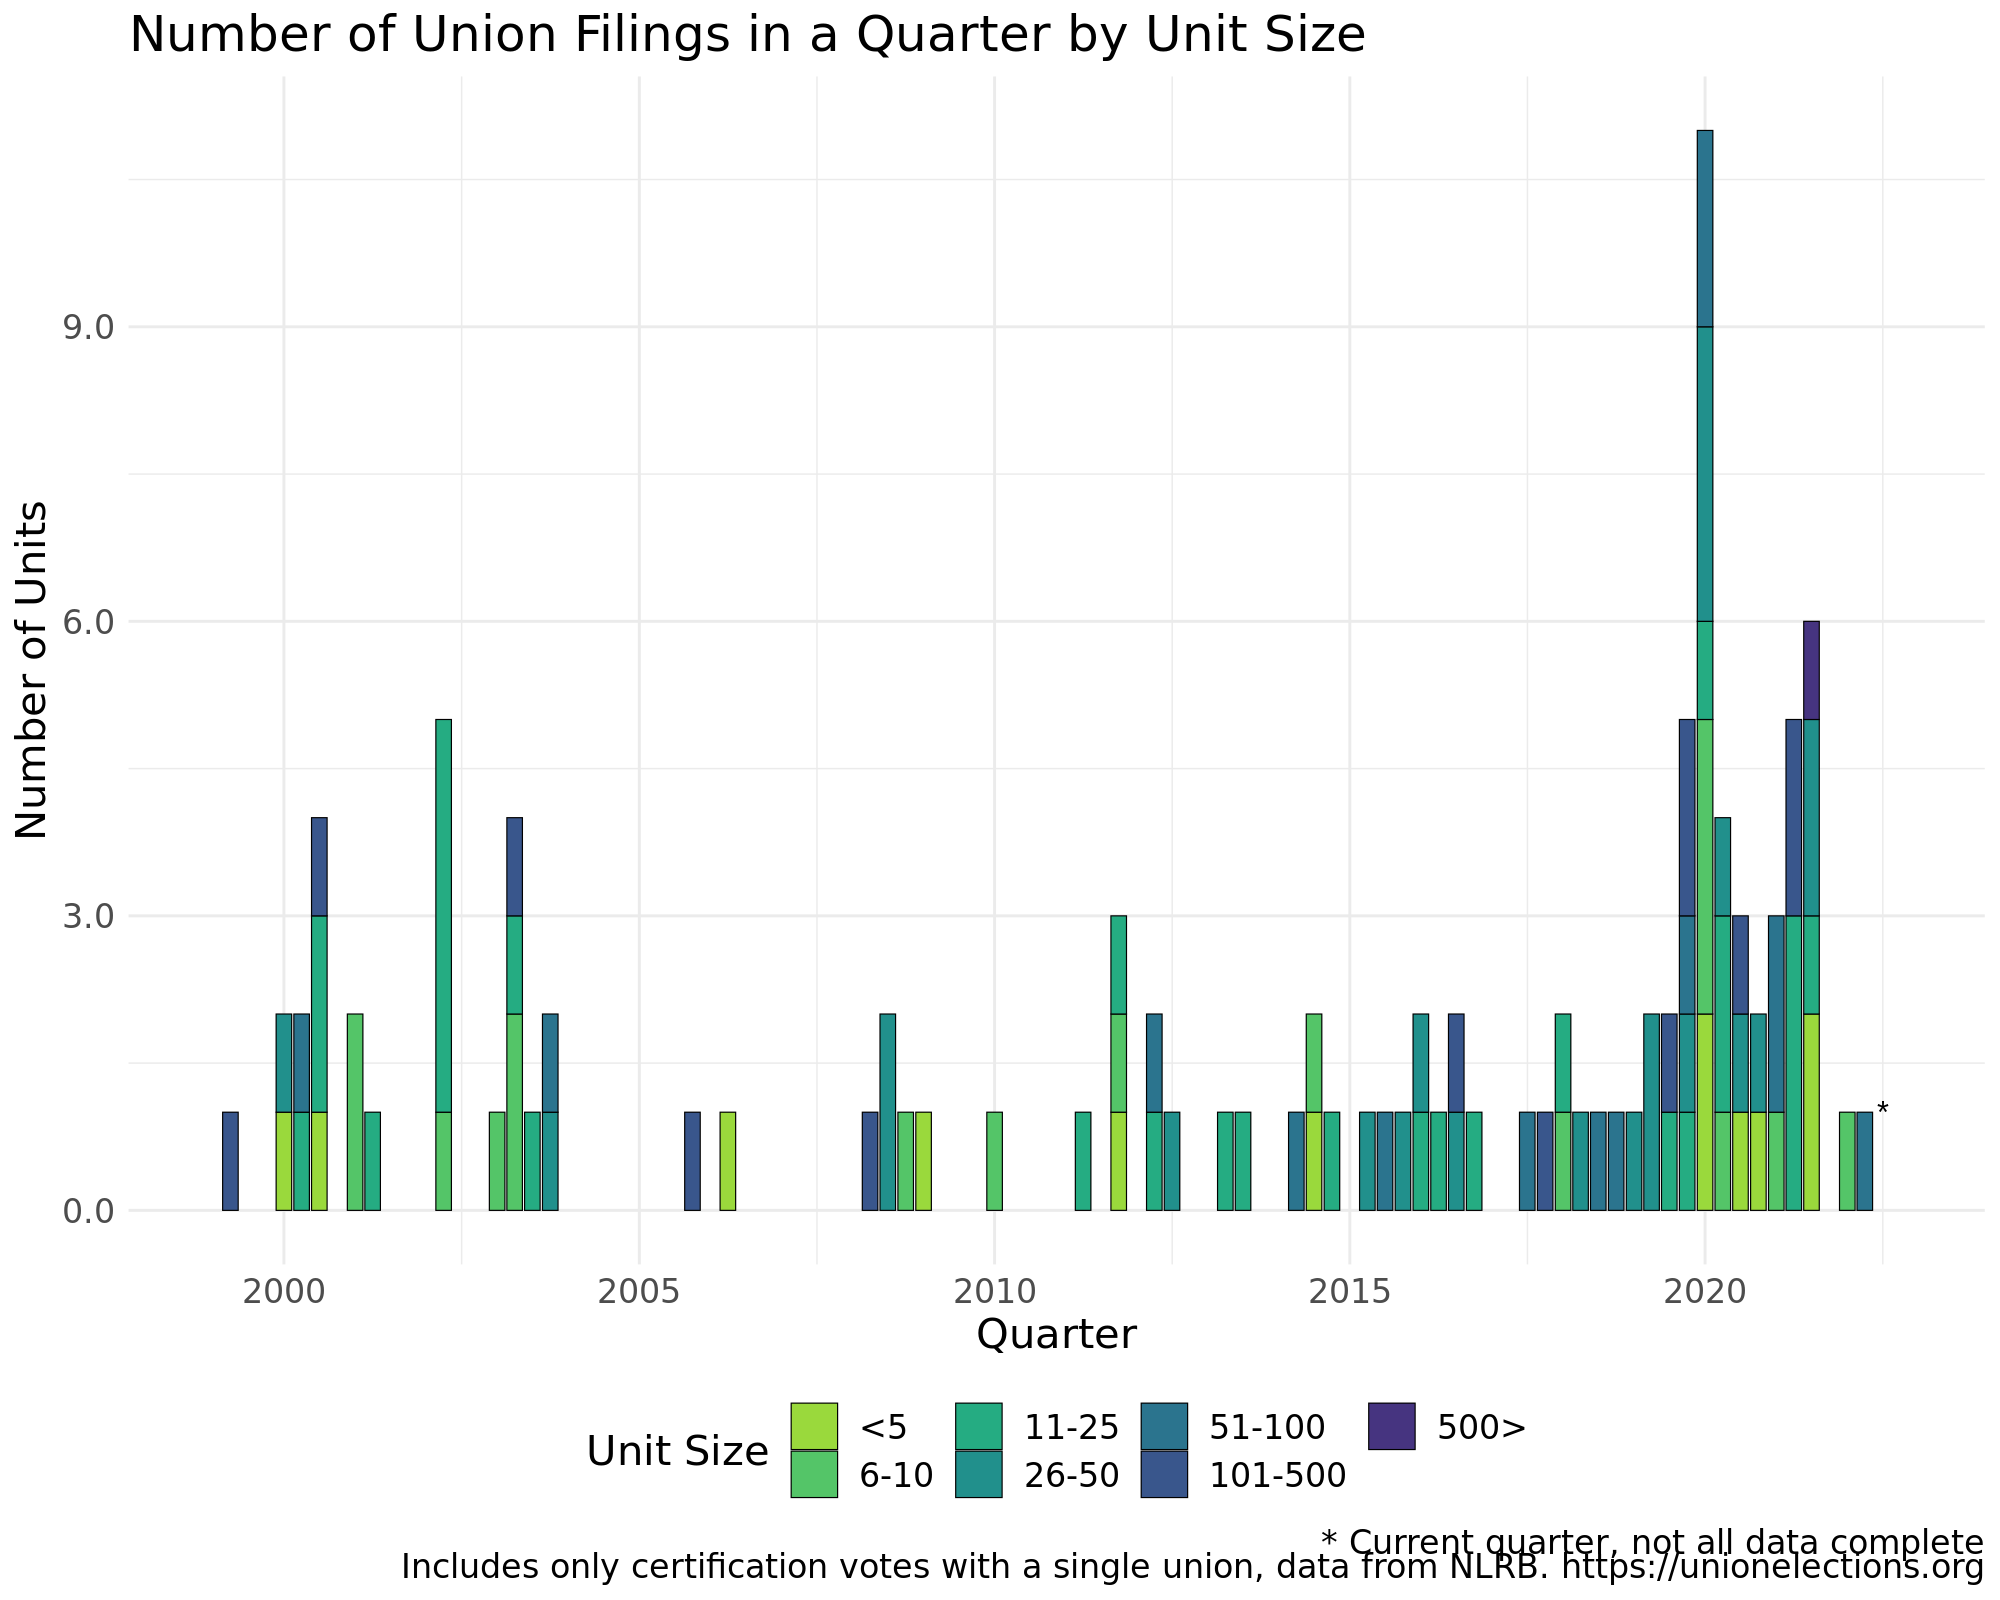 Number of Union Filings in a Quarter by Unit Size
Number of Units
9.0
6.0
3.0
0.0
*
2000 2005 2010 2015 2020
Quarter
Unit Size
<5 11-25 51-100 500>
6-10 26-50 101-500
* Current quarter, not all data complete
Includes only certification votes with a single union, data from NLRB. https://unionelections.org